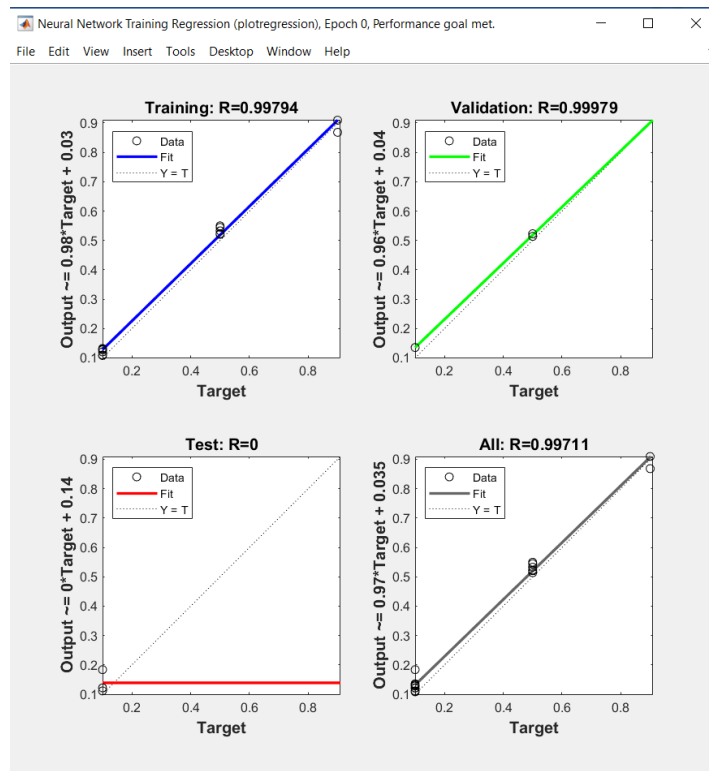 Neural Network Training Regression (plotregression), Epoch 0, Performance goal met.
File Edit View Insert Tools Desktop Window Help
Training: R=0.99794
Output ~= 0.98*Target + 0.03
0.9
0.8
0.7
0.6
0.5
0.4
0.3
0.2
0.1
Data
Fit
Y = T
0.2 0.4 0.6 0.8
Target
Validation: R=0.99979
Output ~= 0.96*Target + 0.04
0.9
0.8
0.7
0.6
0.5
0.4
0.3
0.2
0.1
Data
Fit
Y = T
0.2 0.4 0.6 0.8
Target
Test: R=0
Output ~= 0*Target + 0.14
0.9
0.8
0.7
0.6
0.5
0.4
0.3
0.2
0.1
Data
Fit
Y = T
0.2 0.4 0.6 0.8
Target
All: R=0.99711
Output ~= 0.97*Target + 0.035
0.9
0.8
0.7
0.6
0.5
0.4
0.3
0.2
0.1
Data
Fit
Y = T
0.2 0.4 0.6 0.8
Target